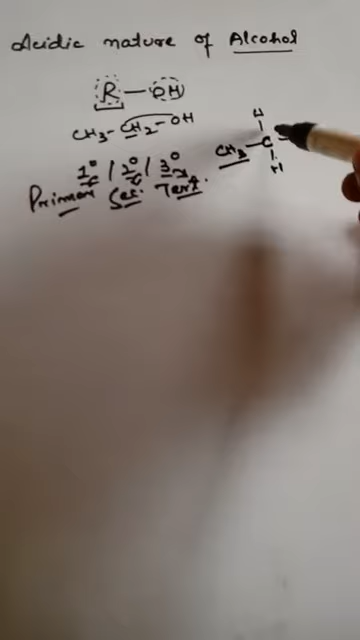 Acidic nature of Alcohol
R — OH
CH3 - CH2 - OH
1° / 2° / 3°
Primary Sec. Tert.
H
CH3 - C -
H